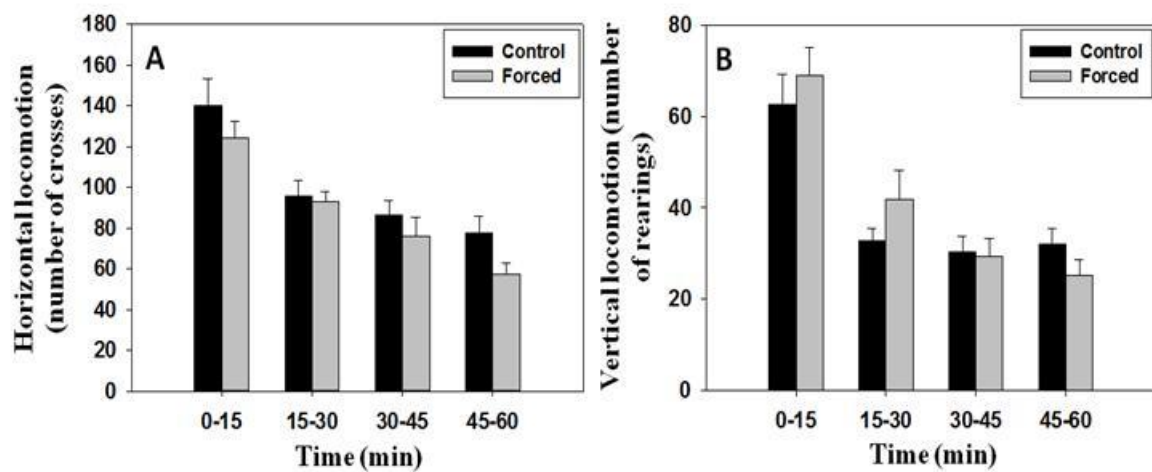 A
Control
Forced
Horizontal locomotion
(number of crosses)
180
160
140
120
100
80
60
40
20
0
0-15
15-30
30-45
45-60
Time (min)
B
Control
Forced
Vertical locomotion (number
of rearings)
80
60
40
20
0
0-15
15-30
30-45
45-60
Time (min)